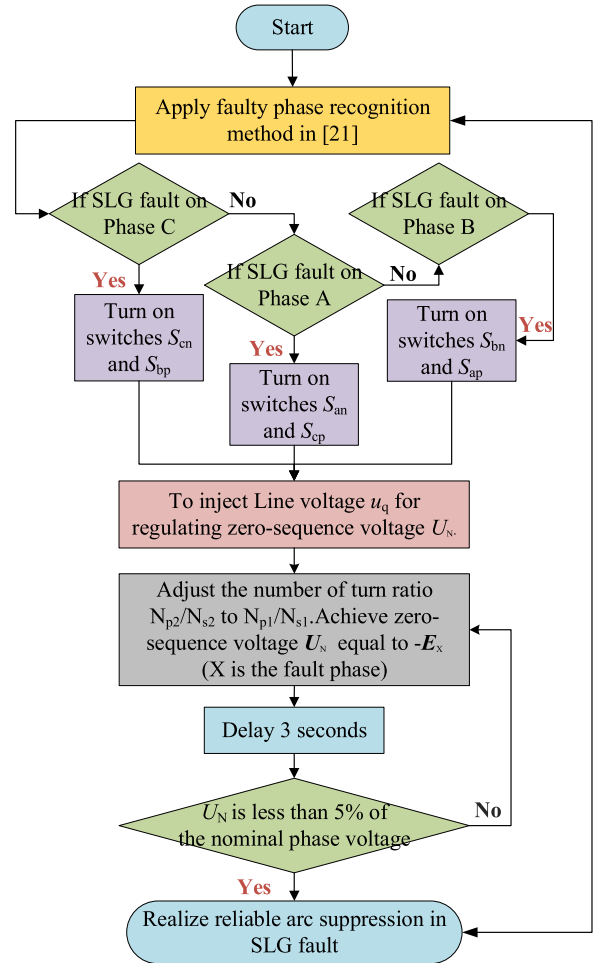 Start
Apply faulty phase recognition
method in [21]
If SLG fault on
Phase C
No
If SLG fault on
Phase B
If SLG fault on
Phase A
No
Yes
Turn on
switches Scn
and Sbp
Yes
Turn on
switches San
and Scp
Turn on
switches Sbn
and Sap
Yes
To inject Line voltage uq for
regulating zero-sequence voltage UN.
Adjust the number of turn ratio
Np2/Ns2 to Np1/Ns1.Achieve zero-
sequence voltage UN equal to -EX
(X is the fault phase)
Delay 3 seconds
UN is less than 5% of
the nominal phase voltage
No
Yes
Realize reliable arc suppression in
SLG fault